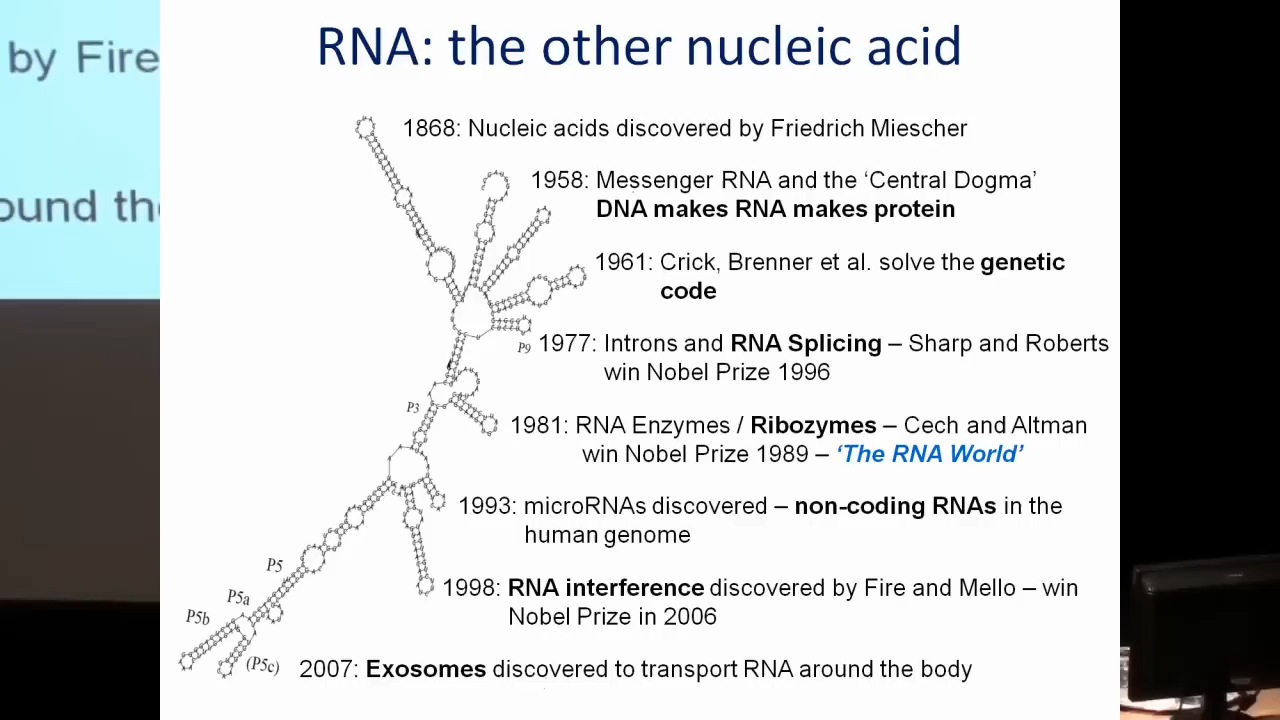 RNA: the other nucleic acid
by Fire
ound the
1868: Nucleic acids discovered by Friedrich Miescher
1958: Messenger RNA and the ‘Central Dogma’
DNA makes RNA makes protein
1961: Crick, Brenner et al. solve the genetic
code
P9
1977: Introns and RNA Splicing – Sharp and Roberts
win Nobel Prize 1996
P3
1981: RNA Enzymes / Ribozymes – Cech and Altman
win Nobel Prize 1989 – ‘The RNA World’
1993: microRNAs discovered – non-coding RNAs in the
human genome
P5
1998: RNA interference discovered by Fire and Mello – win
Nobel Prize in 2006
P5a
P5b
(P5c)
2007: Exosomes discovered to transport RNA around the body